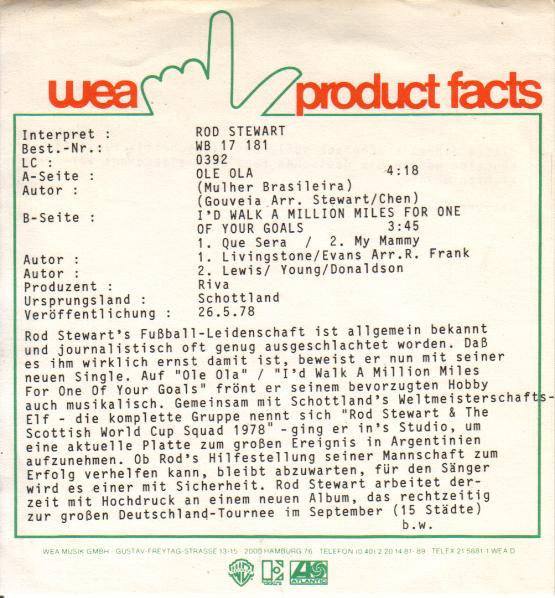 wea product facts
Interpret : ROD STEWART
Best.-Nr.: WB 17 181
LC : 0392
A-Seite : OLE OLA 4:18
Autor : (Mulher Brasileira)
(Gouveia Arr. Stewart/Chen)
B-Seite : I'D WALK A MILLION MILES FOR ONE
OF YOUR GOALS 3:45
1. Que Sera / 2. My Mammy
Autor : 1. Livingstone/Evans Arr.R. Frank
Autor : 2. Lewis/ Young/Donaldson
Produzent : Riva
Ursprungsland : Schottland
Veröffentlichung : 26.5.78
Rod Stewart's Fußball-Leidenschaft ist allgemein bekannt
und journalistisch oft genug ausgeschlachtet worden. Daß
es ihm wirklich ernst damit ist, beweist er nun mit seiner
neuen Single. Auf "Ole Ola" / "I'd Walk A Million Miles
For One Of Your Goals" frönt er seinem bevorzugten Hobby
auch musikalisch. Gemeinsam mit Schottland's Weltmeisterschafts-
Elf - die komplette Gruppe nennt sich "Rod Stewart & The
Scottish World Cup Squad 1978" - ging er in's Studio, um
eine aktuelle Platte zum großen Ereignis in Argentinien
aufzunehmen. Ob Rod's Hilfestellung seiner Mannschaft zum
Erfolg verhelfen kann, bleibt abzuwarten, für den Sänger
wird es einer mit Sicherheit. Rod Stewart arbeitet der-
zeit mit Hochdruck an einem neuen Album, das rechtzeitig
zur großen Deutschland-Tournee im September (15 Städte)
b.w.
WEA MUSIK GMBH · GUSTAV-FREYTAG-STRASSE 13-15 · 2000 HAMBURG 76 TELEFON (0 40) 2 20 14 81- 89 TELEX 21 5681-1 WEA D
WB elektra ATLANTIC